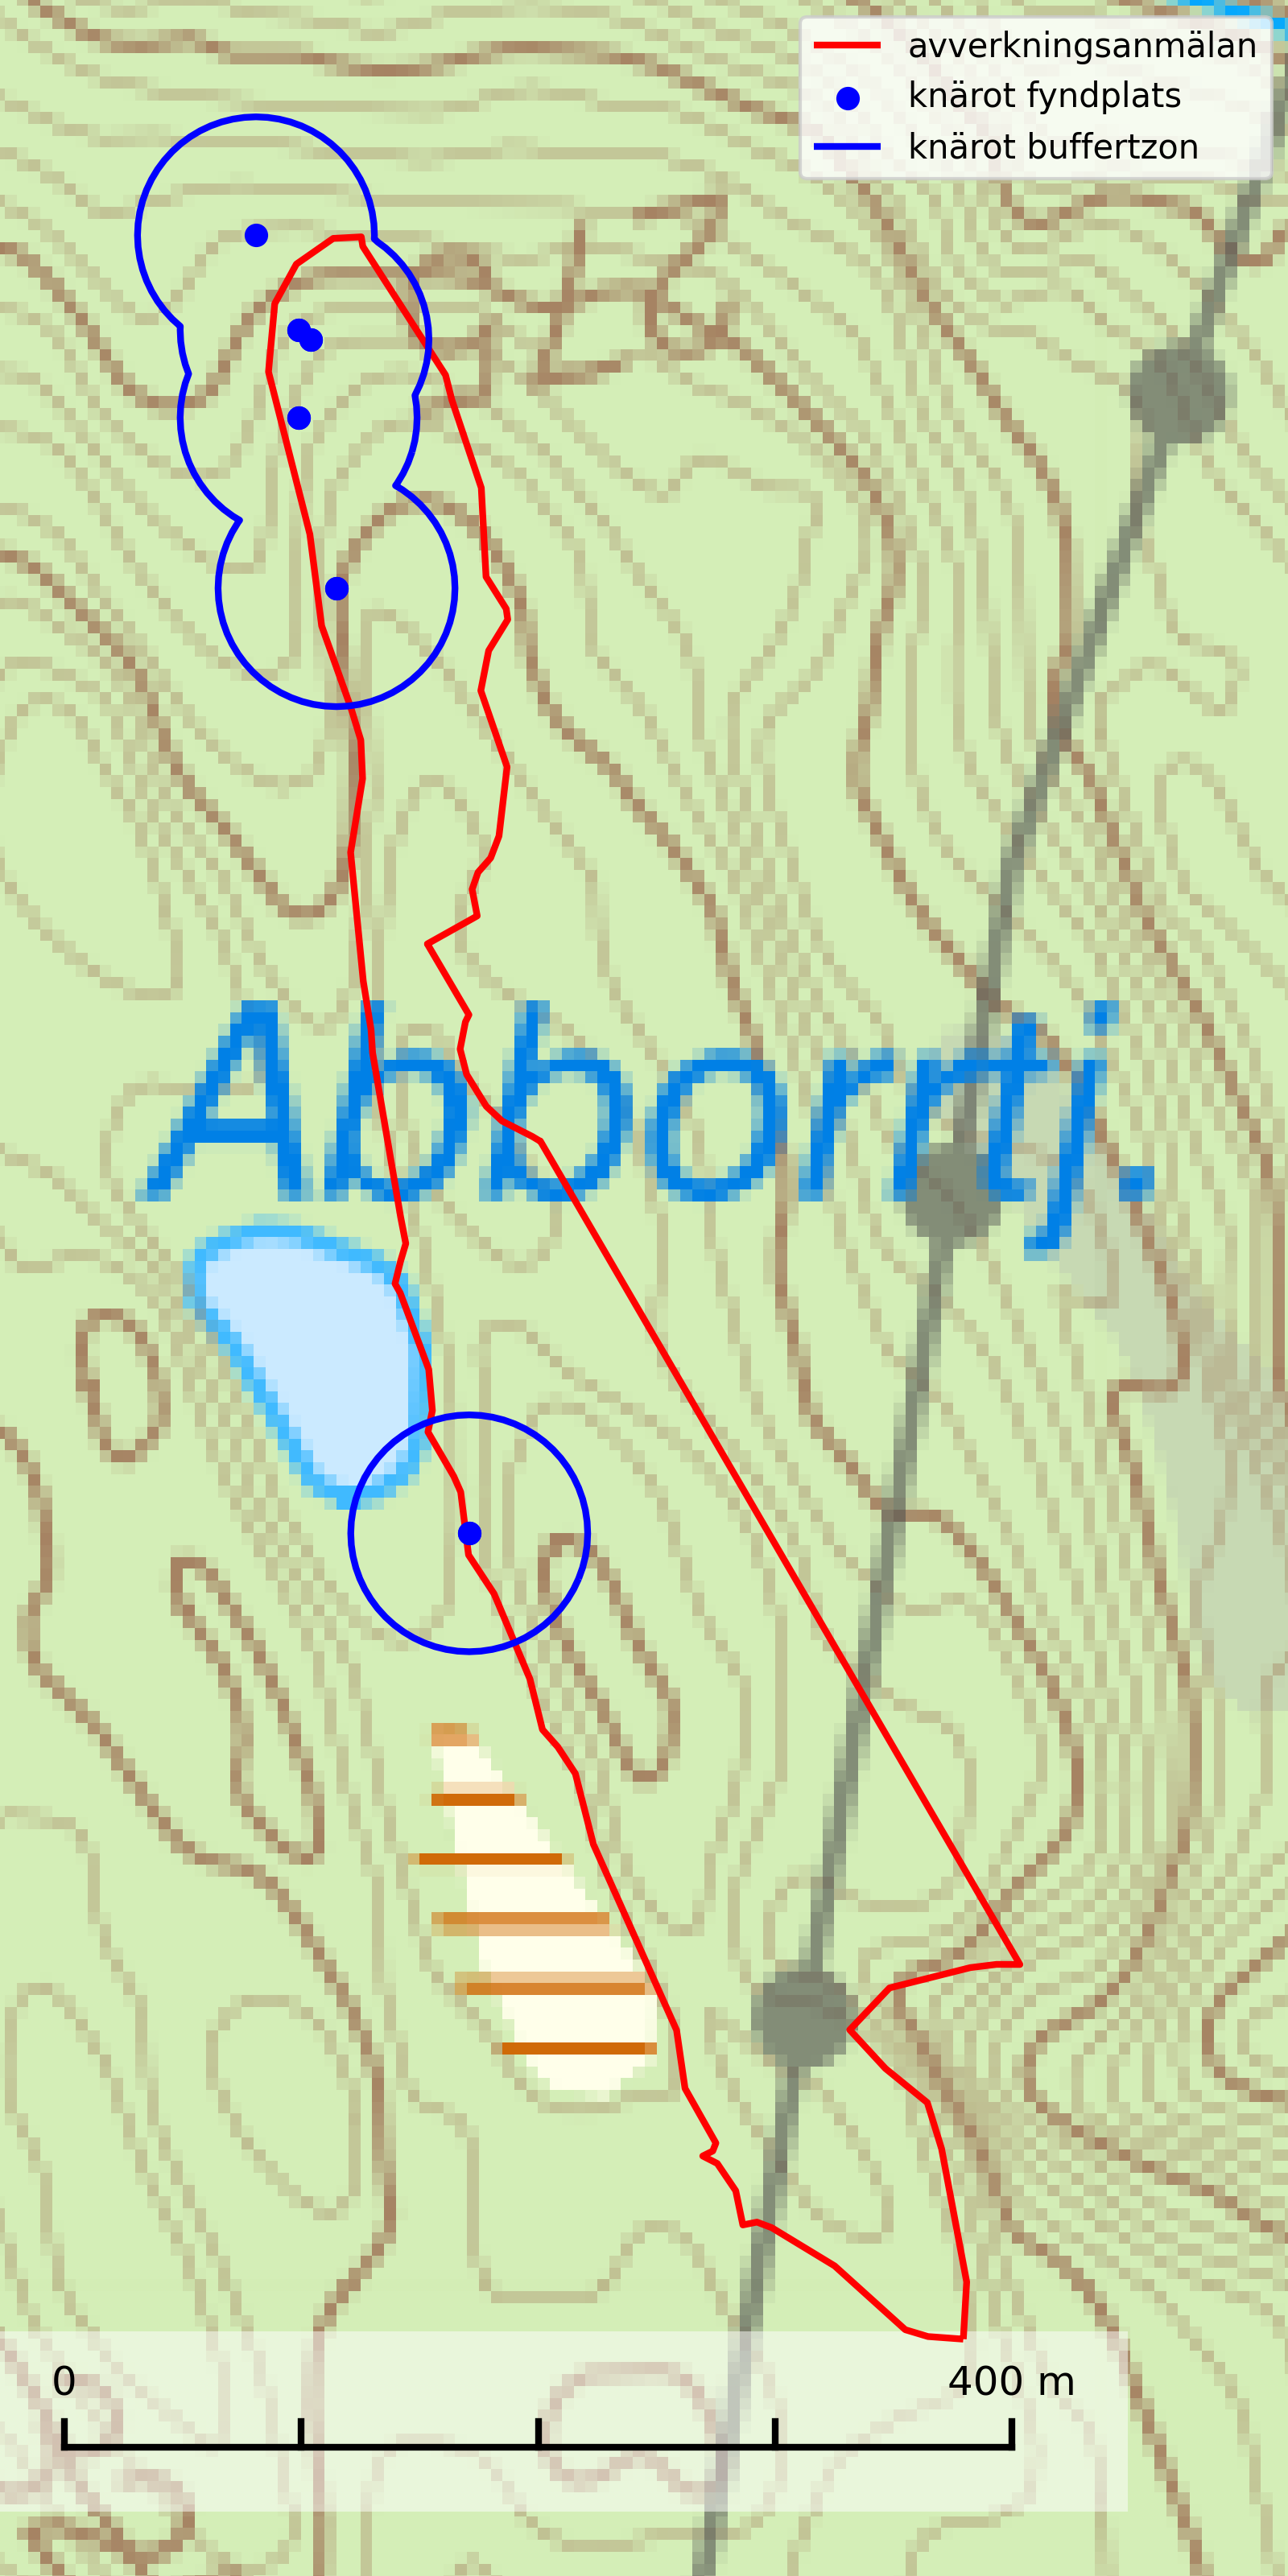 avverkningsanmälan
knärot fyndplats
knärot buffertzon
Abborrtj.
0 400 m